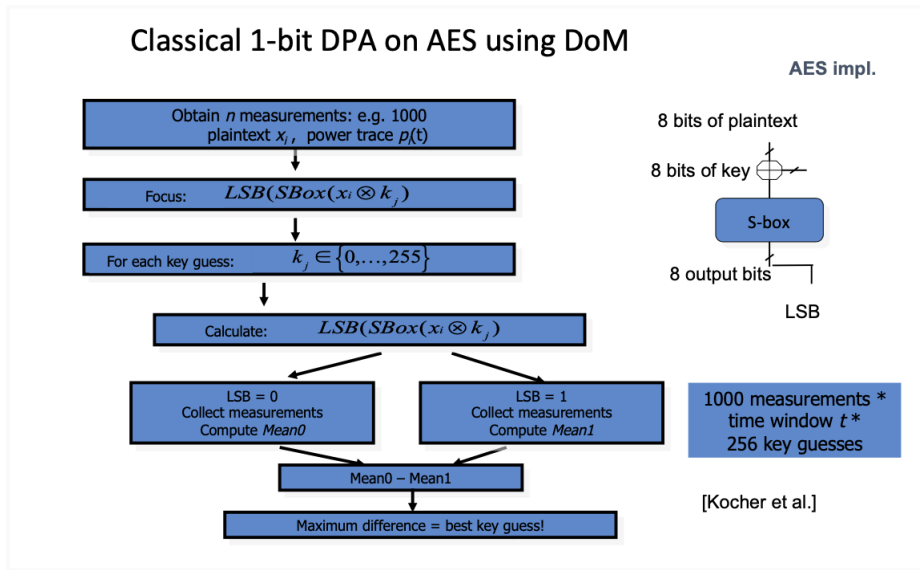 Classical 1-bit DPA on AES using DoM
AES impl.
Obtain n measurements: e.g. 1000
plaintext xᵢ, power trace pᵢ(t)
Focus: LSB(SBox(xᵢ ⊗ kⱼ)
For each key guess: kⱼ ∈ {0,…,255}
Calculate: LSB(SBox(xᵢ ⊗ kⱼ)
LSB = 0
Collect measurements
Compute Mean0
LSB = 1
Collect measurements
Compute Mean1
Mean0 – Mean1
Maximum difference = best key guess!
8 bits of plaintext
8 bits of key
S-box
8 output bits
LSB
1000 measurements *
time window t *
256 key guesses
[Kocher et al.]